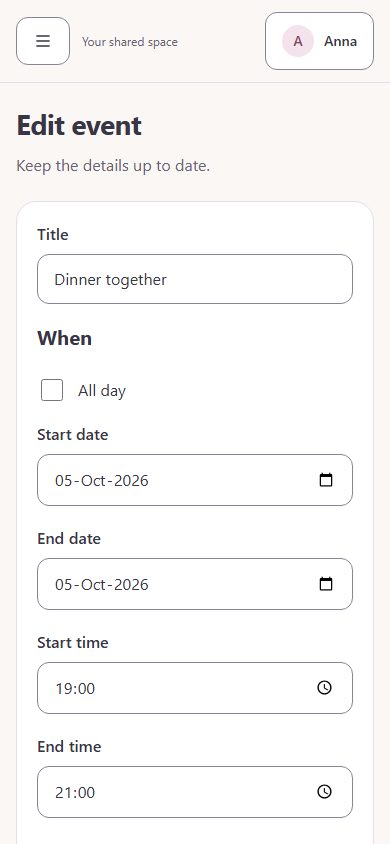 Your shared space
A Anna
Edit event
Keep the details up to date.
Title
Dinner together
When
All day
Start date
05-Oct-2026
End date
05-Oct-2026
Start time
19:00
End time
21:00